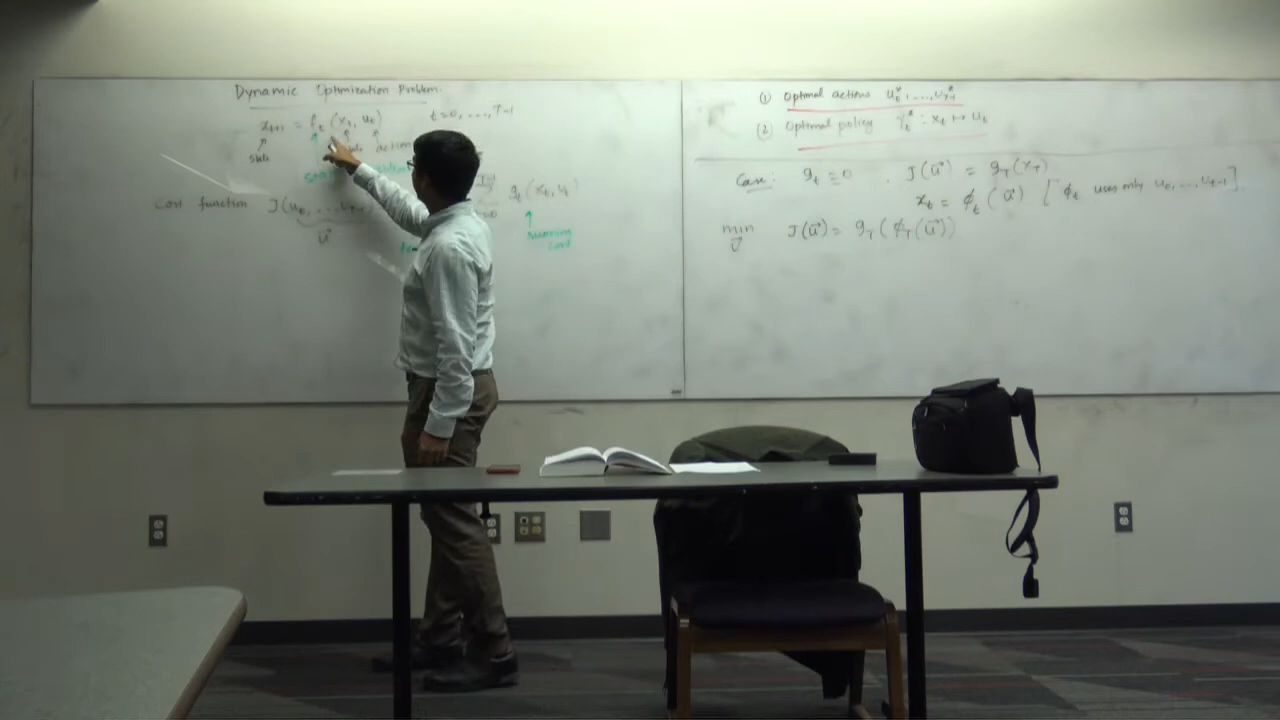 Dynamic Optimization Problem.
x_{t+1} = f_t (x_t, u_t) t=0, ..., T-1
state action
Cost function J(u_0, ..., u_{T-1} g_t (x_t, u_t)
u⃗
running
cost
① Optimal actions u_0^*, ..., u_{T-1}^*
② Optimal policy γ_t^* : x_t ↦ u_t
Case: g_t ≡ 0 . J(u⃗) = g_T(x_T)
x_t = ϕ_t (u⃗) [ϕ_t uses only u_0, ..., u_{t-1}]
min J(u⃗) = g_T(ϕ_T(u⃗))
u⃗